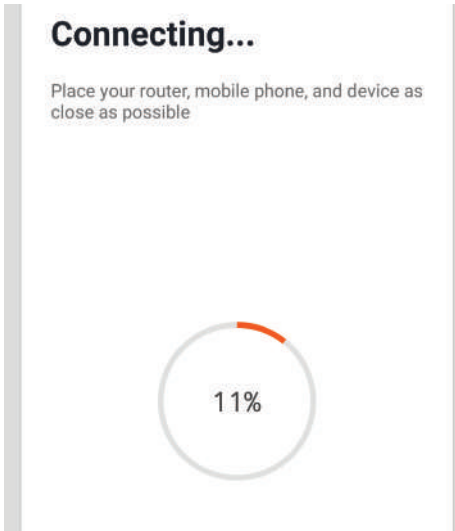 Connecting...
Place your router, mobile phone, and device as
close as possible
11%